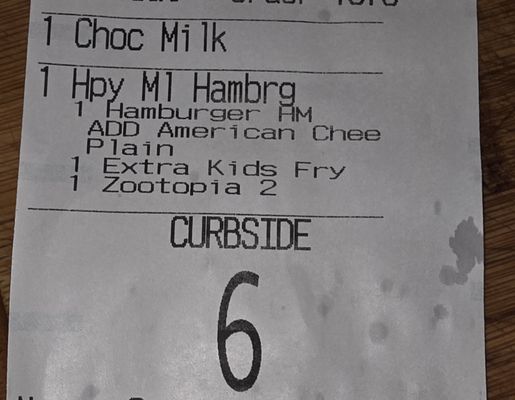 1 Choc Milk
1 Hpy Ml Hambrg
1 Hamburger HM
ADD American Chee
Plain
1 Extra Kids Fry
1 Zootopia 2
CURBSIDE
6